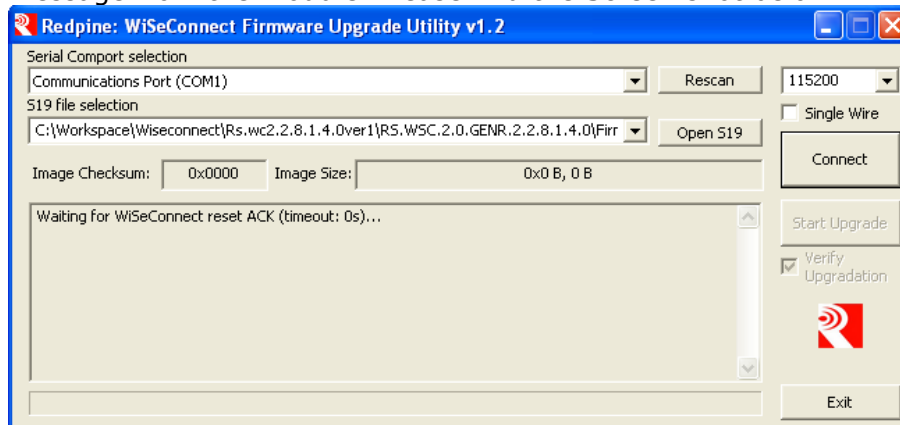 Redpine: WiSeConnect Firmware Upgrade Utility v1.2
Serial Comport selection
Communications Port (COM1)
Rescan
115200
S19 file selection
Single Wire
C:\Workspace\Wiseconnect\Rs.wc2.2.8.1.4.0ver1\RS.WSC.2.0.GENR.2.2.8.1.4.0\Firr
Open S19
Connect
Image Checksum:
0x0000
Image Size:
0x0 B, 0 B
Waiting for WiSeConnect reset ACK (timeout: 0s)...
Start Upgrade
Verify
Upgradation
Exit